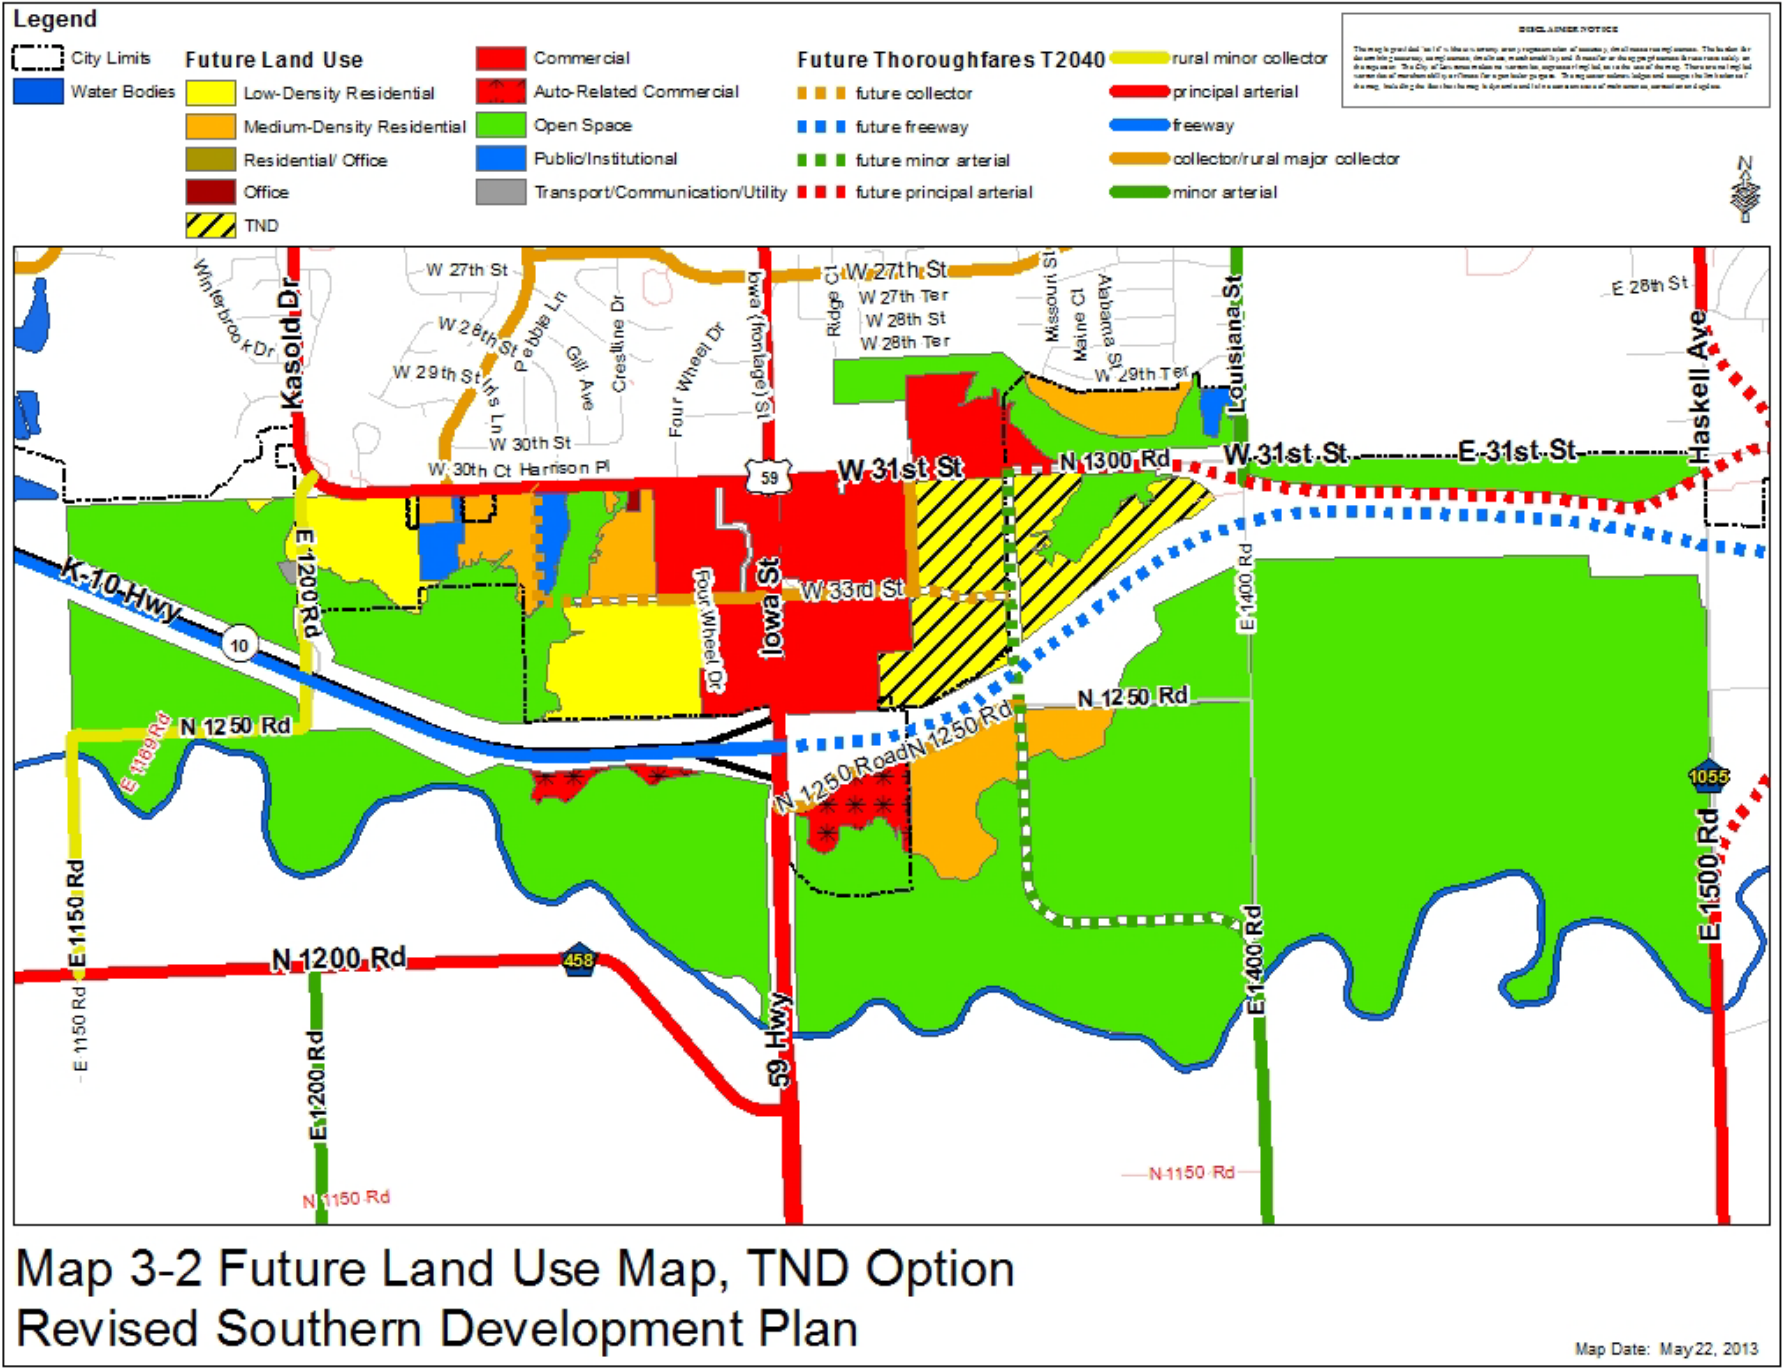 Legend
City Limits
Water Bodies
Future Land Use
Low-Density Residential
Medium-Density Residential
Residential/ Office
Office
TND
Commercial
Auto-Related Commercial
Open Space
Public/Institutional
Transport/Communication/Utility
Future Thoroughfares T2040
future collector
future freeway
future minor arterial
future principal arterial
rural minor collector
principal arterial
freeway
collector/rural major collector
minor arterial
DISCLAIMER NOTICE
N
Winterbrook Dr
Kasold Dr
W 27th St
W 28th St
Pebble Ln
W 29th St
Iris Ln
Gill Ave
Crestline Dr
Four Wheel Dr
W 30th St
W 30th Ct
Harrison Pl
Iowa (frontage) St
Ridge Ct
W 27th St
W 27th Ter
W 28th St
W 28th Ter
Missouri St
Maine Ct
Alabama St
W 29th Ter
Louisiana St
E 28th St
Haskell Ave
59
W 31st St
N 1300 Rd
W 31st St
E 31st St
K-10 Hwy
10
E 1200 Rd
Four Wheel Dr
Iowa St
W 33rd St
E 1400 Rd
N 1250 Rd
E 1169 Rd
N 1250 Road
N 1250 Rd
N 1250 Rd
1055
E 1150 Rd
E 1150 Rd
N 1200 Rd
458
E 1200 Rd
59 Hwy
E 1400 Rd
E 1500 Rd
N 1150 Rd
N 1150 Rd
Map 3-2 Future Land Use Map, TND Option
Revised Southern Development Plan
Map Date: May 22, 2013